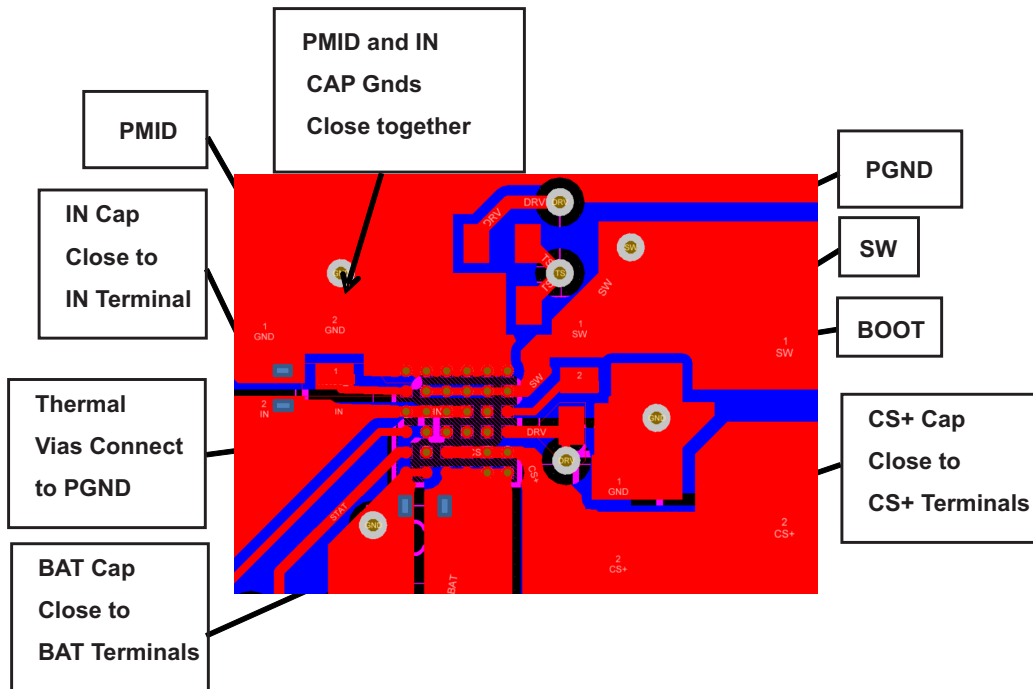 PMID and IN
CAP Gnds
Close together
PMID
PGND
IN Cap
Close to
IN Terminal
SW
BOOT
Thermal
Vias Connect
to PGND
CS+ Cap
Close to
CS+ Terminals
BAT Cap
Close to
BAT Terminals
DRV
DRV
DRV
SW
TS
SW
1
GND
2
GND
1
SW
1
SW
1
SW
2
2
IN
IN
IN
GND
DRV
CS
CS+
DRV
1
GND
STAT
GND
2
CS+
2
CS+
BAT